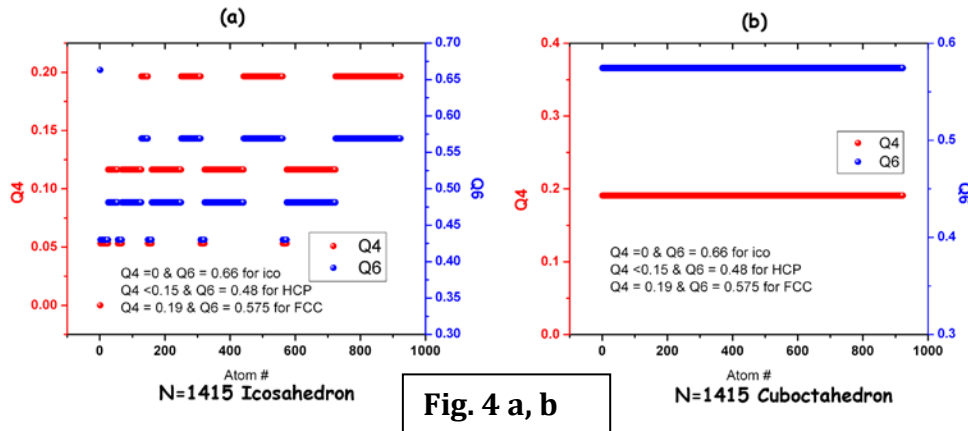 (a)
0.20
0.15
0.10
0.05
0.00
Q4
0.70
0.65
0.60
0.55
0.50
0.45
0.40
0.35
0.30
Q6
Q4
Q6
Q4 =0 & Q6 = 0.66 for ico
Q4 <0.15 & Q6 = 0.48 for HCP
Q4 = 0.19 & Q6 = 0.575 for FCC
0 200 400 600 800 1000
Atom #
N=1415 Icosahedron
(b)
0.4
0.3
0.2
0.1
0.0
Q4
0.6
0.5
0.4
0.3
Q6
Q4
Q6
Q4 =0 & Q6 = 0.66 for ico
Q4 <0.15 & Q6 = 0.48 for HCP
Q4 = 0.19 & Q6 = 0.575 for FCC
0 200 400 600 800 1000
Atom #
N=1415 Cuboctahedron
Fig. 4 a, b